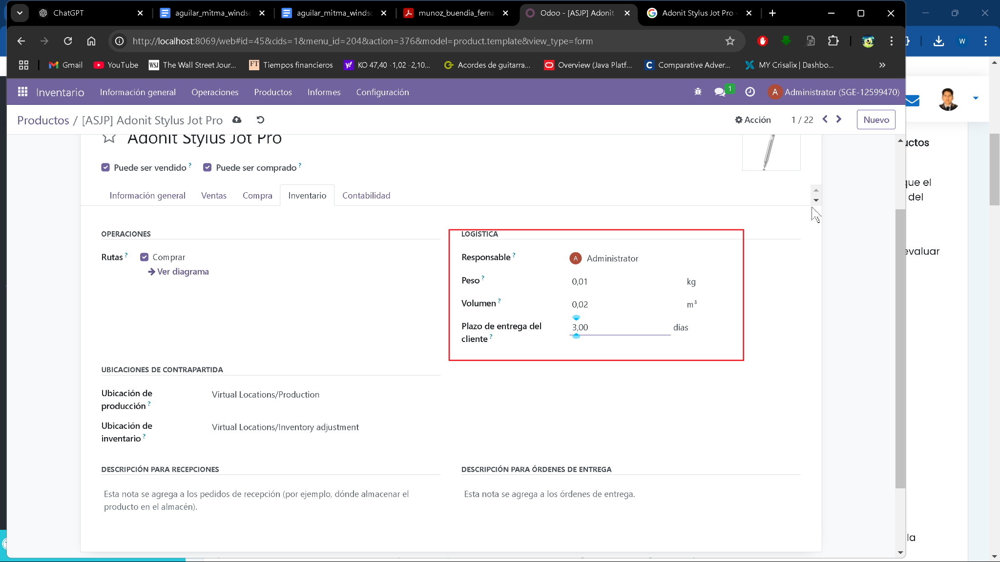 ChatGPT
aguilar_mitma_windsc
aguilar_mitma_windsc
munoz_buendia_ferna
Odoo - [ASJP] Adonit
Adonit Stylus Jot Pro -
http://localhost:8069/web#id=45&cids=1&menu_id=204&action=376&model=product.template&view_type=form
W
Gmail
YouTube
WSJ The Wall Street Jour...
FT Tiempos financieros
KO 47,40 -1,02 -2,10...
Acordes de guitarra...
Overview (Java Platf...
C Comparative Adver...
MY Crisalix | Dashbo...
»
Inventario
Información general
Operaciones
Productos
Informes
Configuración
1
A Administrator (SGE-12599470)
Productos / [ASJP] Adonit Stylus Jot Pro
Acción
1 / 22
Nuevo
Adonit Stylus Jot Pro
Puede ser vendido ?
Puede ser comprado ?
Información general
Ventas
Compra
Inventario
Contabilidad
OPERACIONES
Rutas ? Comprar
Ver diagrama
LOGÍSTICA
Responsable ? A Administrator
Peso ? 0,01 kg
Volumen ? 0,02 m³
Plazo de entrega del
cliente ? 3,00 días
UBICACIONES DE CONTRAPARTIDA
Ubicación de
producción ? Virtual Locations/Production
Ubicación de
inventario ? Virtual Locations/Inventory adjustment
DESCRIPCIÓN PARA RECEPCIONES
Esta nota se agrega a los pedidos de recepción (por ejemplo, dónde almacenar el
producto en el almacén).
DESCRIPCIÓN PARA ÓRDENES DE ENTREGA
Esta nota se agrega a los órdenes de entrega.
uctos
que el
del
evaluar
la